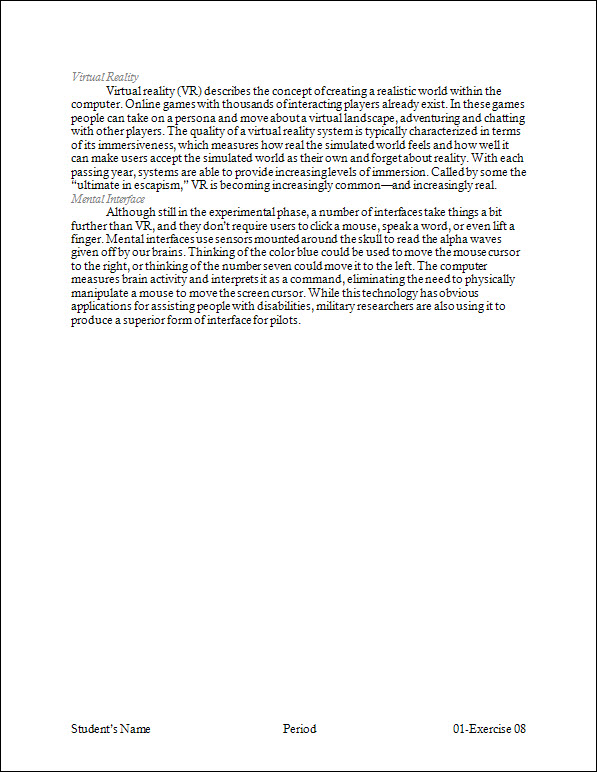 Virtual Reality
Virtual reality (VR) describes the concept of creating a realistic world within the
computer. Online games with thousands of interacting players already exist. In these games
people can take on a persona and move about a virtual landscape, adventuring and chatting
with other players. The quality of a virtual reality system is typically characterized in terms
of its immersiveness, which measures how real the simulated world feels and how well it
can make users accept the simulated world as their own and forget about reality. With each
passing year, systems are able to provide increasing levels of immersion. Called by some the
“ultimate in escapism,” VR is becoming increasingly common—and increasingly real.
Mental Interface
Although still in the experimental phase, a number of interfaces take things a bit
further than VR, and they don't require users to click a mouse, speak a word, or even lift a
finger. Mental interfaces use sensors mounted around the skull to read the alpha waves
given off by our brains. Thinking of the color blue could be used to move the mouse cursor
to the right, or thinking of the number seven could move it to the left. The computer
measures brain activity and interprets it as a command, eliminating the need to physically
manipulate a mouse to move the screen cursor. While this technology has obvious
applications for assisting people with disabilities, military researchers are also using it to
produce a superior form of interface for pilots.
Student's Name Period 01-Exercise 08